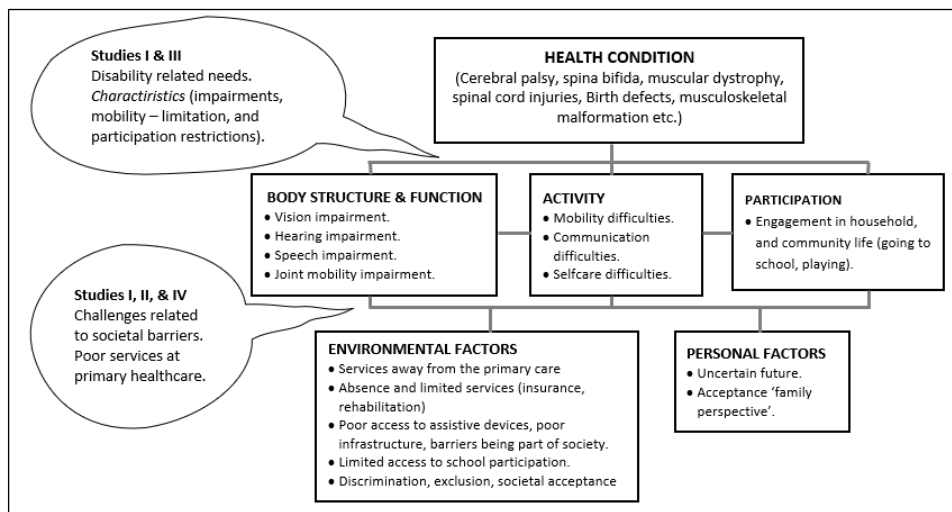 Studies I & III
Disability related needs.
Charactiristics (impairments,
mobility – limitation, and
participation restrictions).
HEALTH CONDITION
(Cerebral palsy, spina bifida, muscular dystrophy,
spinal cord injuries, Birth defects, musculoskeletal
malformation etc.)
BODY STRUCTURE & FUNCTION
● Vision impairment.
● Hearing impairment.
● Speech impairment.
● Joint mobility impairment.
ACTIVITY
● Mobility difficulties.
● Communication
difficulties.
● Selfcare difficulties.
PARTICIPATION
● Engagement in household,
and community life (going to
school, playing).
Studies I, II, & IV
Challenges related
to societal barriers.
Poor services at
primary healthcare.
ENVIRONMENTAL FACTORS
● Services away from the primary care
● Absence and limited services (insurance,
rehabilitation)
● Poor access to assistive devices, poor
infrastructure, barriers being part of society.
● Limited access to school participation.
● Discrimination, exclusion, societal acceptance
PERSONAL FACTORS
● Uncertain future.
● Acceptance ‘family
perspective’.